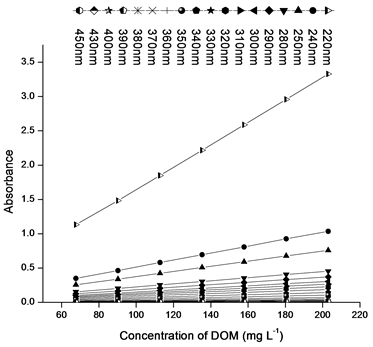 450nm
430nm
400nm
390nm
380nm
370nm
360nm
350nm
340nm
330nm
320nm
310nm
300nm
290nm
280nm
250nm
240nm
220nm
3.5
3.0
2.5
2.0
1.5
1.0
0.5
0.0
Absorbance
60 80 100 120 140 160 180 200 220
Concentration of DOM (mg L⁻¹)